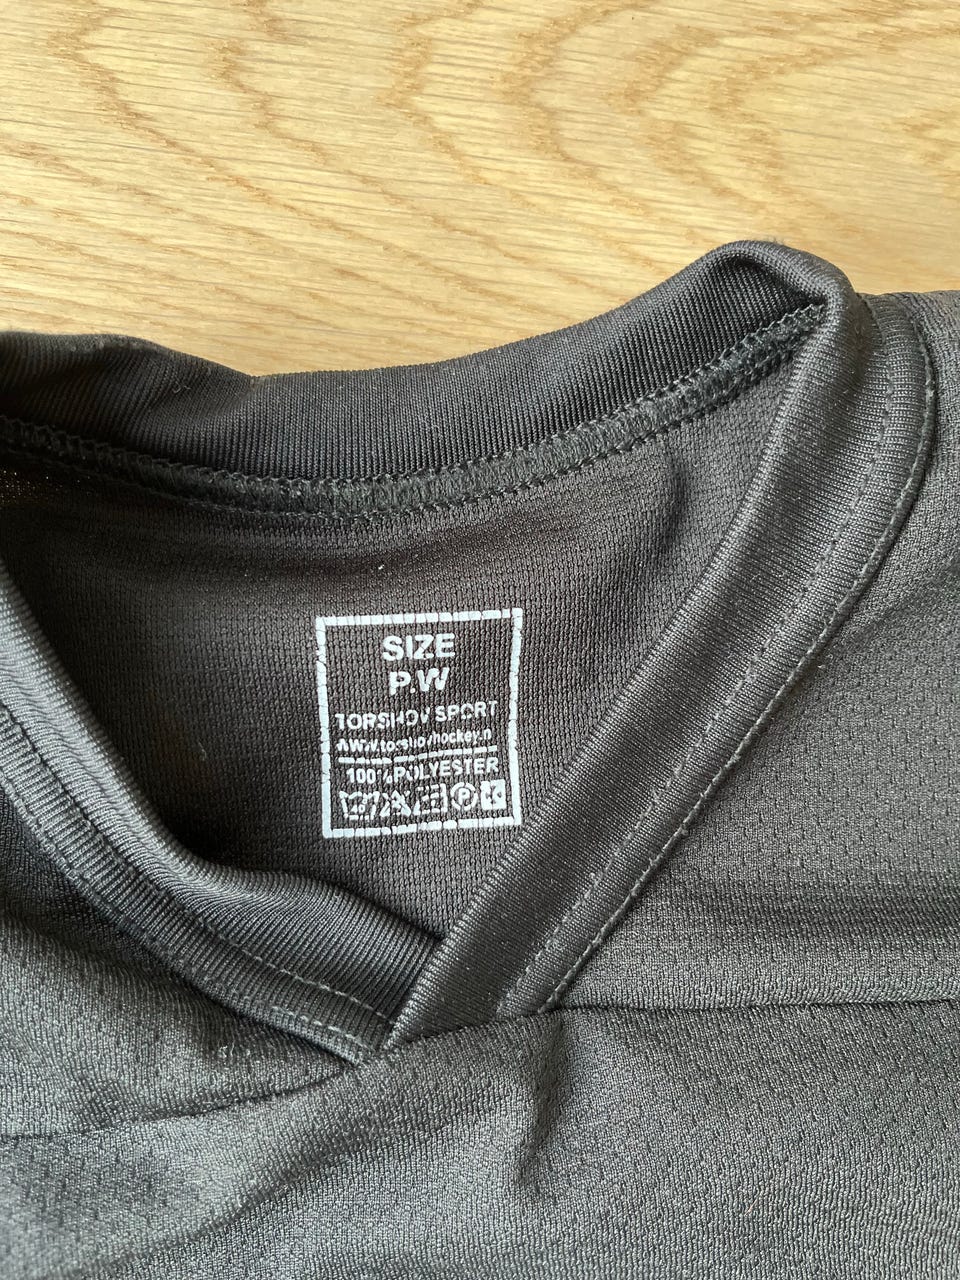 SIZE
P.W
TORSHOV SPORT
100% POLYESTER
P